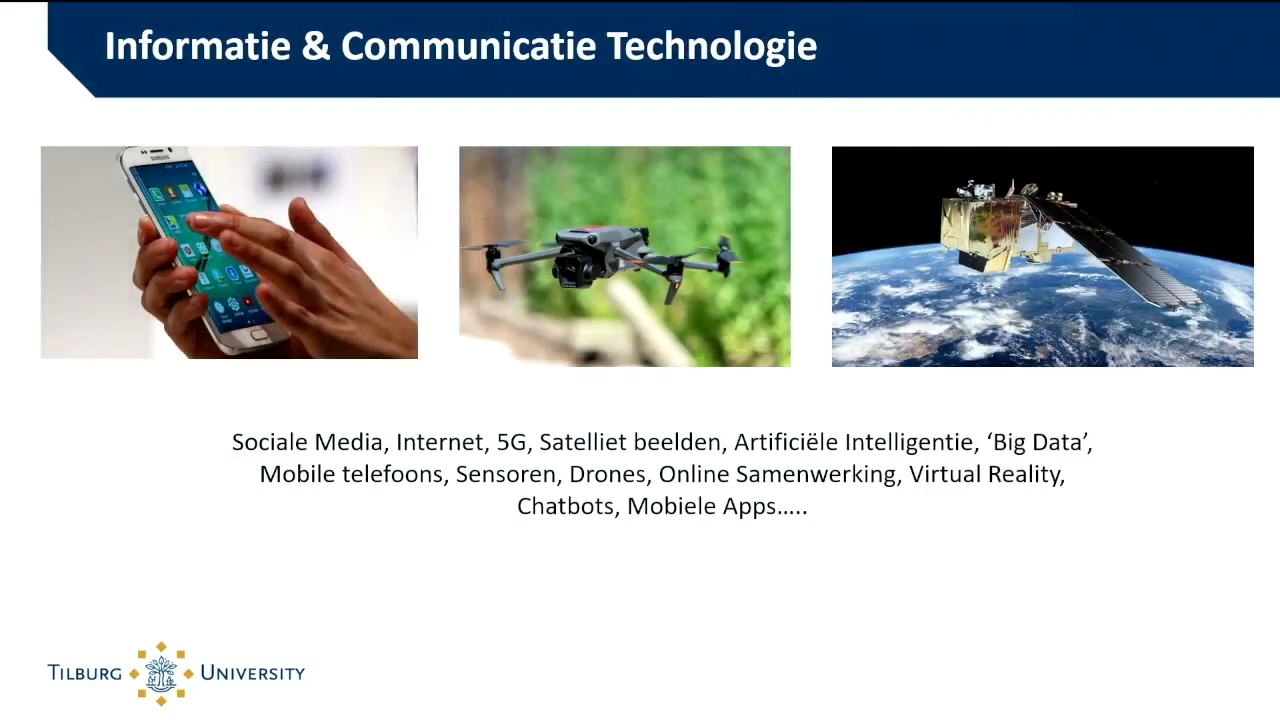 Informatie & Communicatie Technologie
SAMSUNG
Sociale Media, Internet, 5G, Satelliet beelden, Artificiële Intelligentie, ‘Big Data’,
Mobile telefoons, Sensoren, Drones, Online Samenwerking, Virtual Reality,
Chatbots, Mobiele Apps…..
TILBURG UNIVERSITY